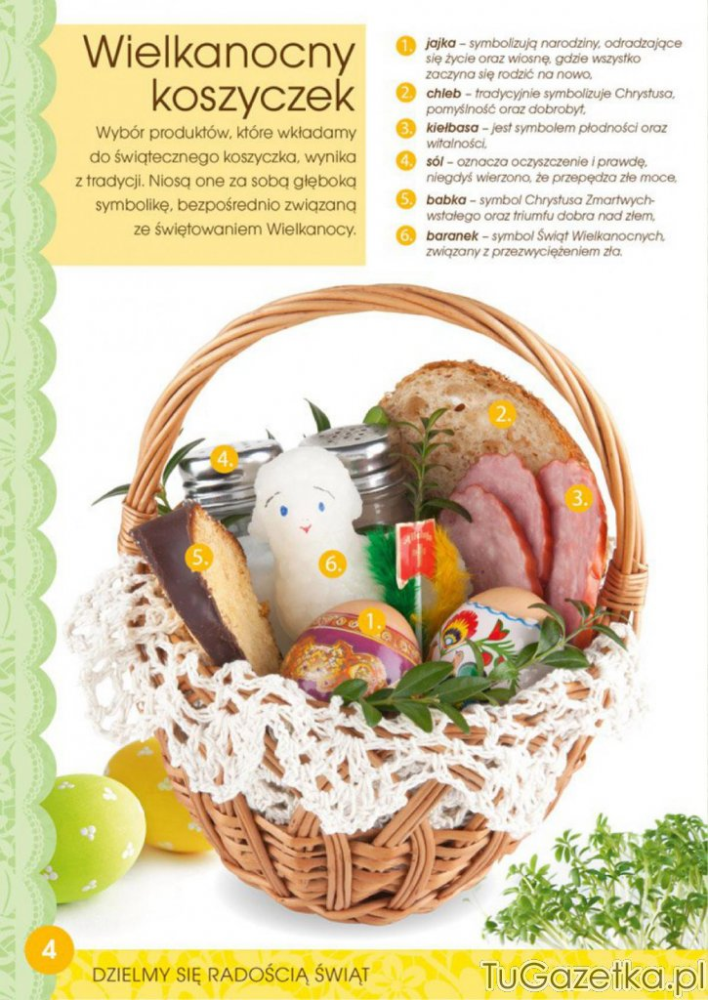 Wielkanocny
koszyczek
Wybór produktów, które wkładamy
do świątecznego koszyczka, wynika
z tradycji. Niosą one za sobą głęboką
symbolikę, bezpośrednio związaną
ze świętowaniem Wielkanocy.
1. jajka – symbolizują narodziny, odradzające
się życie oraz wiosnę, gdzie wszystko
zaczyna się rodzić na nowo,
2. chleb – tradycyjnie symbolizuje Chrystusa,
pomyślność oraz dobrobyt,
3. kiełbasa – jest symbolem płodności oraz
witalności,
4. sól – oznacza oczyszczenie i prawdę,
niegdyś wierzono, że przepędza złe moce,
5. babka – symbol Chrystusa Zmartwych-
wstałego oraz triumfu dobra nad złem,
6. baranek – symbol Świąt Wielkanocnych,
związany z przezwyciężeniem zła.
2.
4.
3.
5.
6.
1.
4
DZIELMY SIĘ RADOŚCIĄ ŚWIĄT
TuGazetka.pl